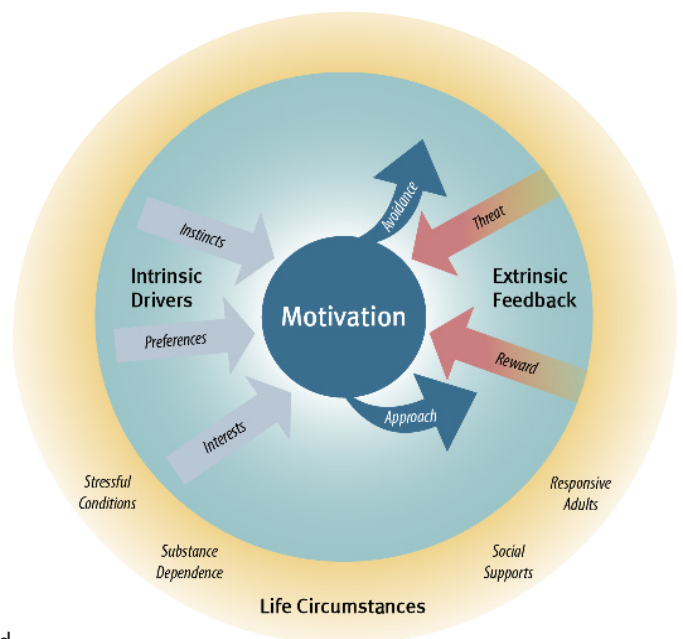 Avoidance
Threat
Instincts
Intrinsic
Drivers
Extrinsic
Feedback
Motivation
Preferences
Reward
Approach
Interests
Stressful
Conditions
Responsive
Adults
Substance
Dependence
Social
Supports
Life Circumstances